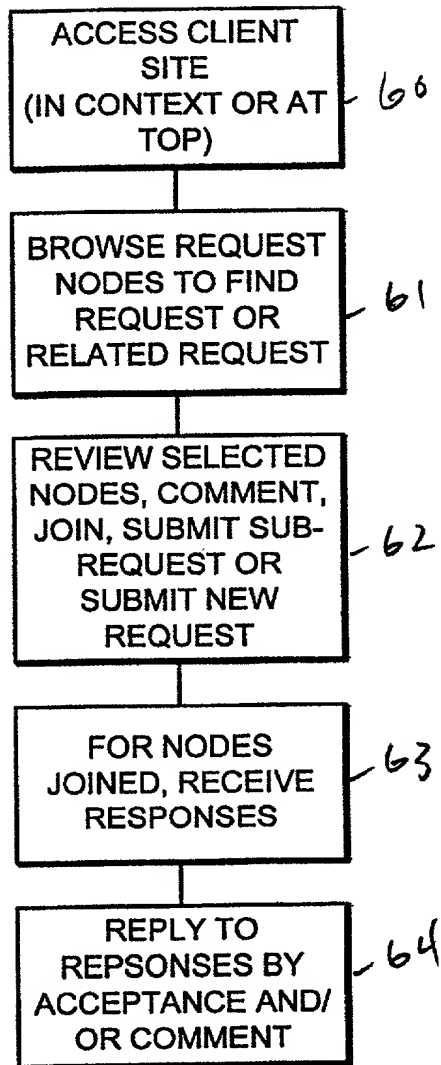 ACCESS CLIENT
SITE
(IN CONTEXT OR AT
TOP)
60
BROWSE REQUEST
NODES TO FIND
REQUEST OR
RELATED REQUEST
61
REVIEW SELECTED
NODES, COMMENT,
JOIN, SUBMIT SUB-
REQUEST OR
SUBMIT NEW
REQUEST
62
FOR NODES
JOINED, RECEIVE
RESPONSES
63
REPLY TO
REPSONSES BY
ACCEPTANCE AND/
OR COMMENT
64